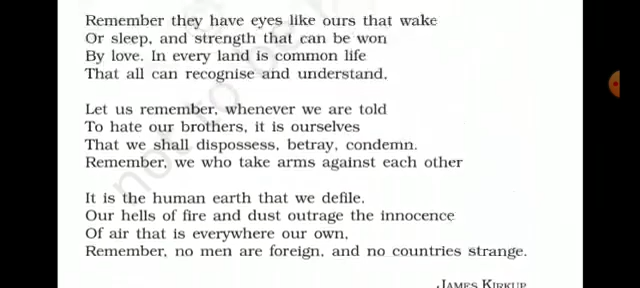 Remember they have eyes like ours that wake
Or sleep, and strength that can be won
By love. In every land is common life
That all can recognise and understand.
Let us remember, whenever we are told
To hate our brothers, it is ourselves
That we shall dispossess, betray, condemn.
Remember, we who take arms against each other
It is the human earth that we defile.
Our hells of fire and dust outrage the innocence
Of air that is everywhere our own,
Remember, no men are foreign, and no countries strange.
JAMES KIRKUP